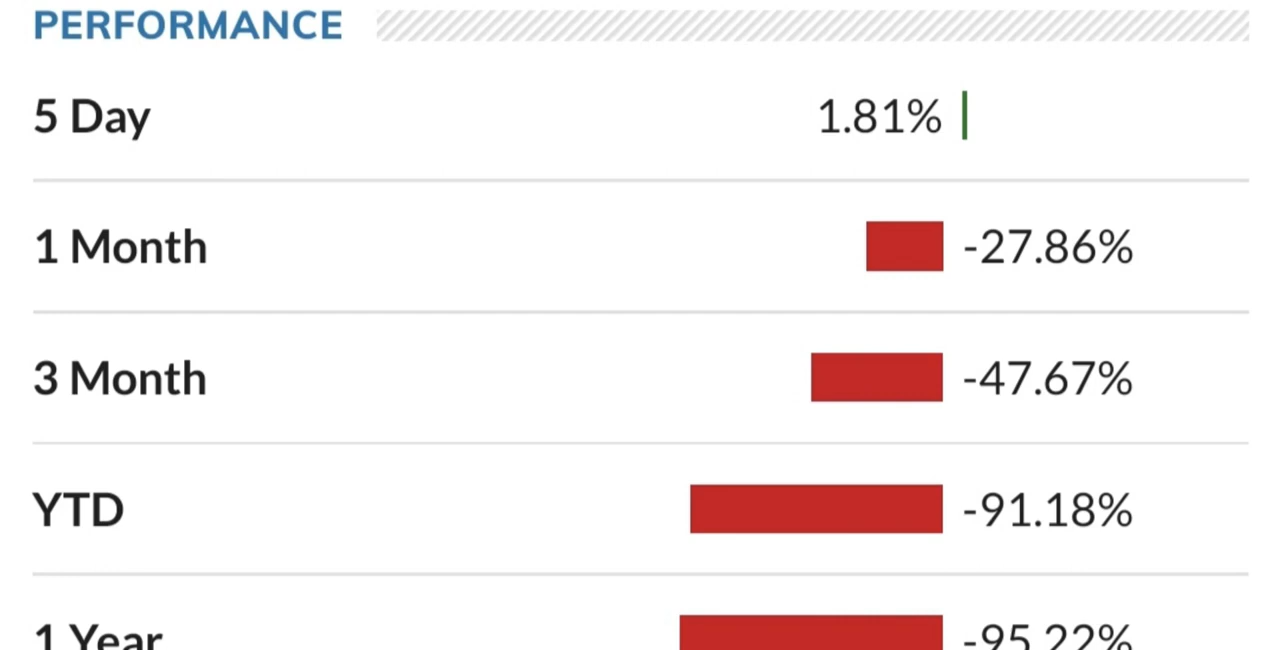 PERFORMANCE
5 Day 1.81%
1 Month -27.86%
3 Month -47.67%
YTD -91.18%
1 Year -95.22%